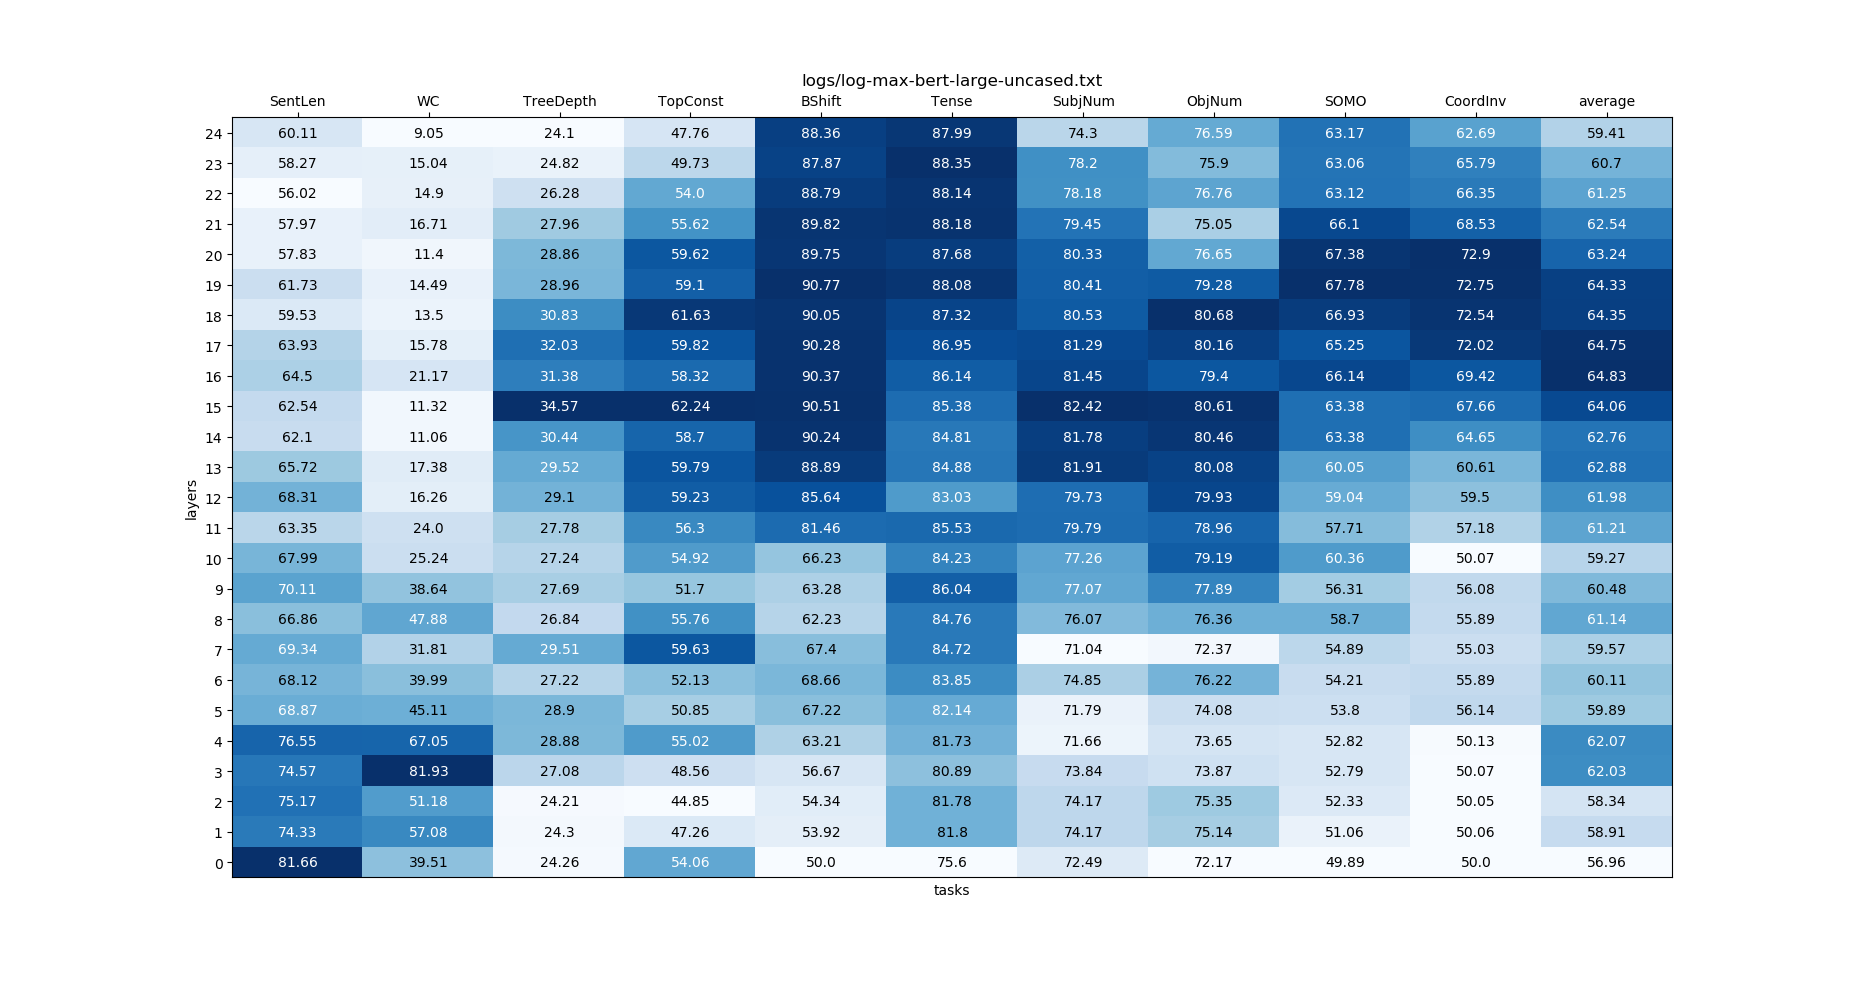 logs/log-max-bert-large-uncased.txt
SentLen WC TreeDepth TopConst BShift Tense SubjNum ObjNum SOMO CoordInv average
24 60.11 9.05 24.1 47.76 88.36 87.99 74.3 76.59 63.17 62.69 59.41
23 58.27 15.04 24.82 49.73 87.87 88.35 78.2 75.9 63.06 65.79 60.7
22 56.02 14.9 26.28 54.0 88.79 88.14 78.18 76.76 63.12 66.35 61.25
21 57.97 16.71 27.96 55.62 89.82 88.18 79.45 75.05 66.1 68.53 62.54
20 57.83 11.4 28.86 59.62 89.75 87.68 80.33 76.65 67.38 72.9 63.24
19 61.73 14.49 28.96 59.1 90.77 88.08 80.41 79.28 67.78 72.75 64.33
18 59.53 13.5 30.83 61.63 90.05 87.32 80.53 80.68 66.93 72.54 64.35
17 63.93 15.78 32.03 59.82 90.28 86.95 81.29 80.16 65.25 72.02 64.75
16 64.5 21.17 31.38 58.32 90.37 86.14 81.45 79.4 66.14 69.42 64.83
15 62.54 11.32 34.57 62.24 90.51 85.38 82.42 80.61 63.38 67.66 64.06
14 62.1 11.06 30.44 58.7 90.24 84.81 81.78 80.46 63.38 64.65 62.76
13 65.72 17.38 29.52 59.79 88.89 84.88 81.91 80.08 60.05 60.61 62.88
12 68.31 16.26 29.1 59.23 85.64 83.03 79.73 79.93 59.04 59.5 61.98
layers
11 63.35 24.0 27.78 56.3 81.46 85.53 79.79 78.96 57.71 57.18 61.21
10 67.99 25.24 27.24 54.92 66.23 84.23 77.26 79.19 60.36 50.07 59.27
9 70.11 38.64 27.69 51.7 63.28 86.04 77.07 77.89 56.31 56.08 60.48
8 66.86 47.88 26.84 55.76 62.23 84.76 76.07 76.36 58.7 55.89 61.14
7 69.34 31.81 29.51 59.63 67.4 84.72 71.04 72.37 54.89 55.03 59.57
6 68.12 39.99 27.22 52.13 68.66 83.85 74.85 76.22 54.21 55.89 60.11
5 68.87 45.11 28.9 50.85 67.22 82.14 71.79 74.08 53.8 56.14 59.89
4 76.55 67.05 28.88 55.02 63.21 81.73 71.66 73.65 52.82 50.13 62.07
3 74.57 81.93 27.08 48.56 56.67 80.89 73.84 73.87 52.79 50.07 62.03
2 75.17 51.18 24.21 44.85 54.34 81.78 74.17 75.35 52.33 50.05 58.34
1 74.33 57.08 24.3 47.26 53.92 81.8 74.17 75.14 51.06 50.06 58.91
0 81.66 39.51 24.26 54.06 50.0 75.6 72.49 72.17 49.89 50.0 56.96
tasks